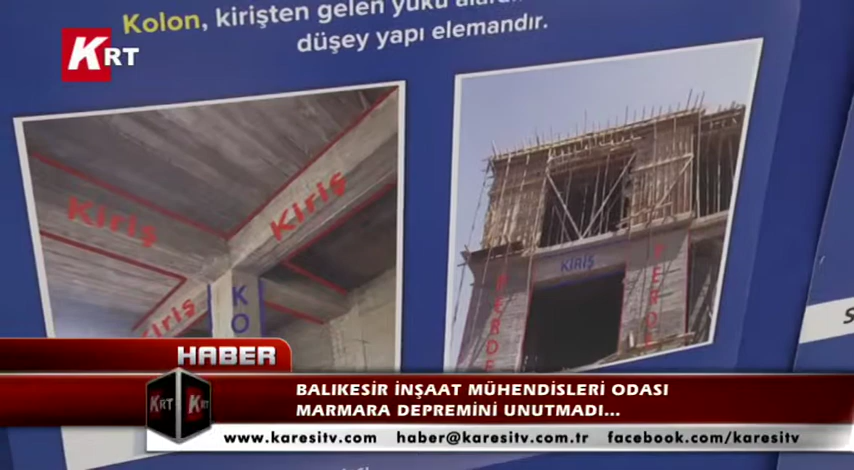 Kolon, kirişten gelen yükü
düşey yapı elemandır.
KRT
Kiriş
Kiriş
Kiriş
KO
KİRİŞ
PERDE
PERDE
HABER
BALIKESİR İNŞAAT MÜHENDİSLERİ ODASI
MARMARA DEPREMİNİ UNUTMADI...
KRT KRT
www.karesitv.com haber@karesitv.com.tr facebook.com/karesitv